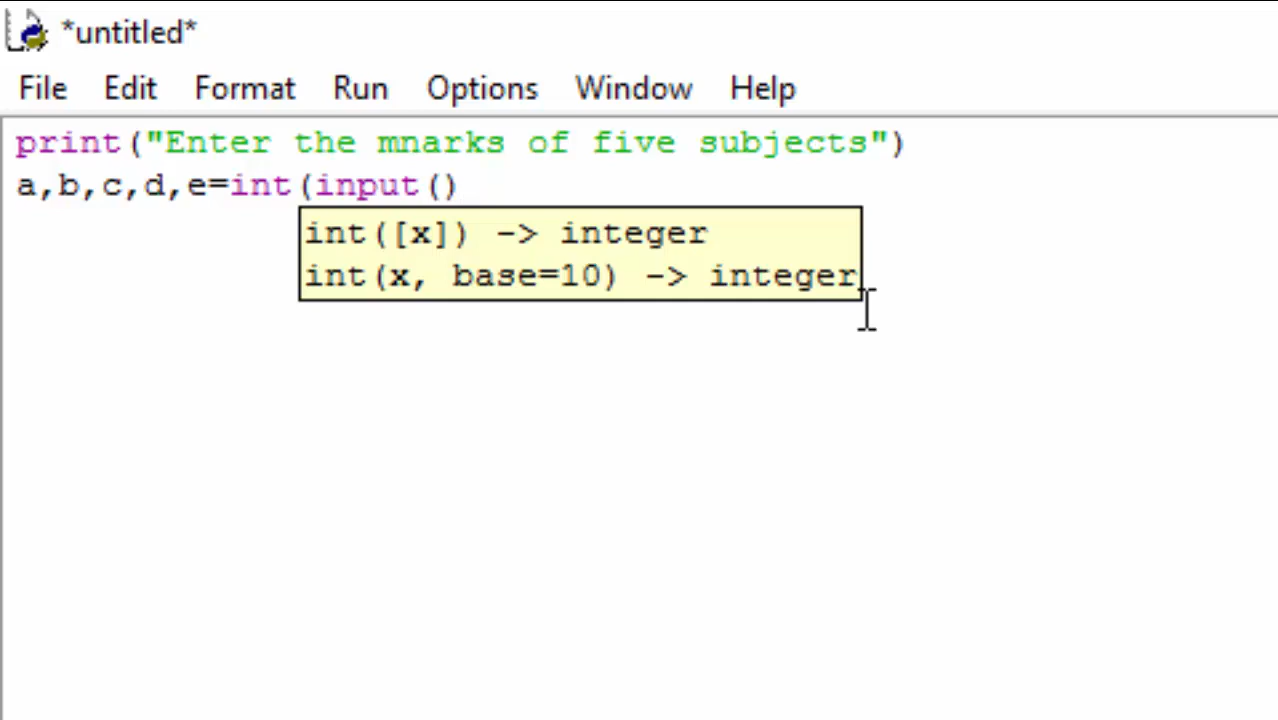 *untitled*
File Edit Format Run Options Window Help
print("Enter the mnarks of five subjects")
a,b,c,d,e=int(input()
int([x]) -> integer
int(x, base=10) -> integer